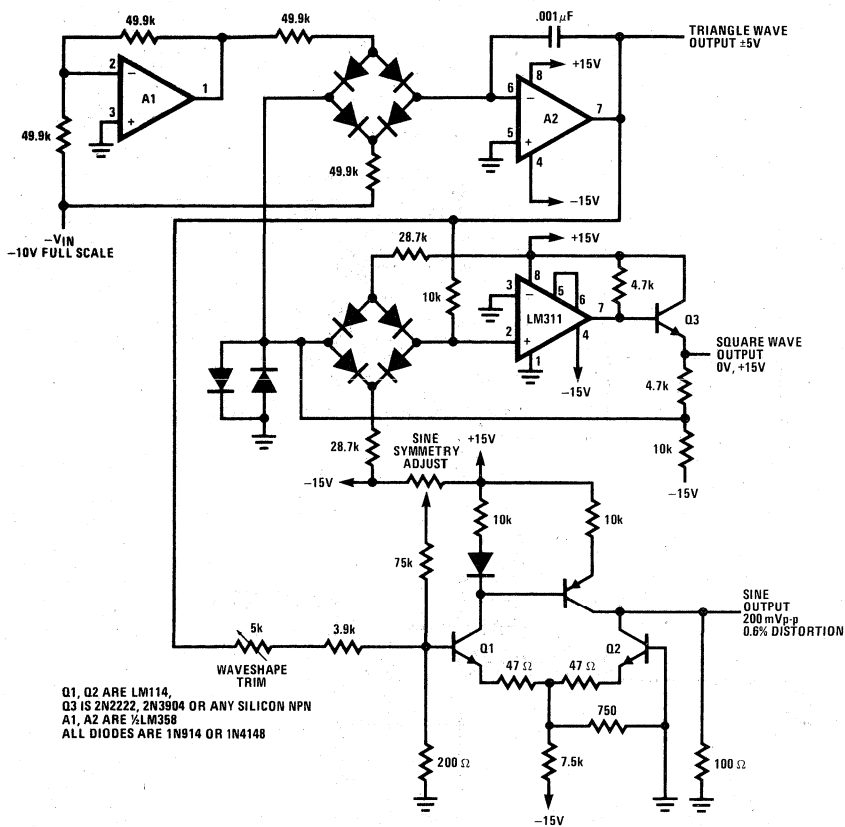 49.9k
49.9k
.001µF
TRIANGLE WAVE
OUTPUT ±5V
2
−
A1
1
3
+
+15V
8
6
−
A2
7
5
+
4
49.9k
49.9k
−15V
−VIN
−10V FULL SCALE
28.7k
+15V
10k
3
−
8
5
6
LM311
7
2
+
4
1
4.7k
Q3
SQUARE WAVE
OUTPUT
0V, +15V
−15V
4.7k
10k
−15V
28.7k
SINE
SYMMETRY
ADJUST
+15V
−15V
10k
10k
75k
SINE
OUTPUT
200 mVp-p
0.6% DISTORTION
5k
3.9k
WAVESHAPE
TRIM
Q1
Q2
47 Ω
47 Ω
Q1, Q2 ARE LM114,
Q3 IS 2N2222, 2N3904 OR ANY SILICON NPN
A1, A2 ARE ½LM358
ALL DIODES ARE 1N914 OR 1N4148
750
200 Ω
7.5k
100 Ω
−15V